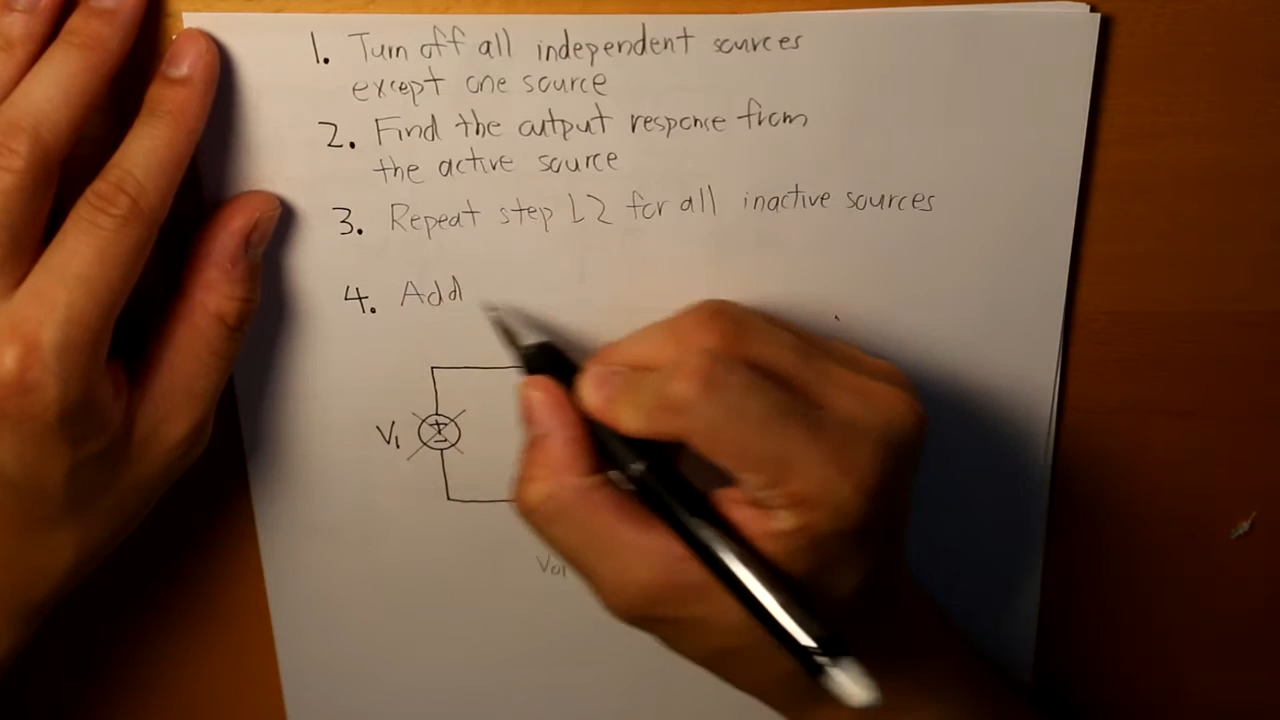 1. Turn off all independent sources
except one source
2. Find the output response from
the active source
3. Repeat step 1,2 for all inactive sources
4. Add
V1
Vo1